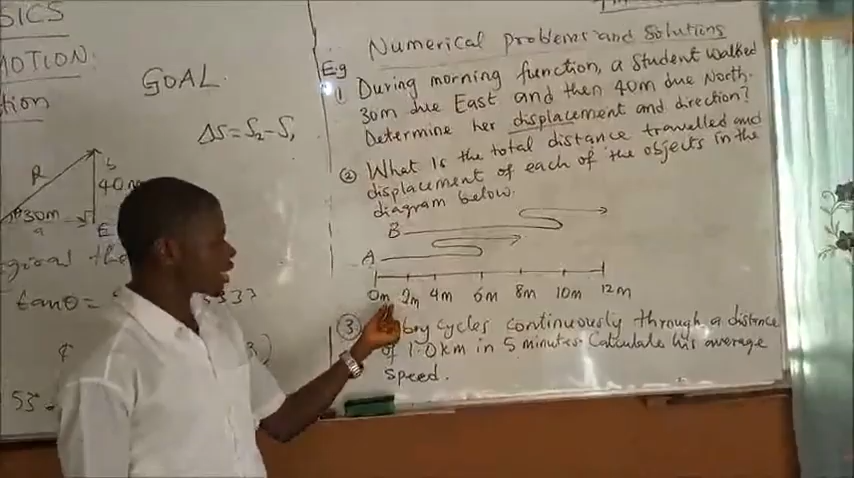 SICS
MOTION
tion
GOAL
ΔS = S₂ - S₁
R
b
40m
30m
a
E
tanθ =
53°
Numerical problems and Solutions
E.g
① During morning function, a student walked
30m due East and then 40m due North.
Determine her displacement and direction?
② What is the total distance travelled and
displacement of each of the objects in the
diagram below.
B
A
0m 2m 4m 6m 8m 10m 12m
③ boy cycles continuously through a distance
of 1.0km in 5 minutes. Calculate his average
speed.